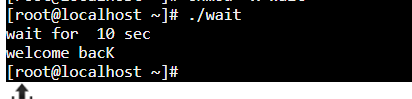 [root@localhost ~]# ./wait
wait for  10 sec
welcome bacK
[root@localhost ~]#